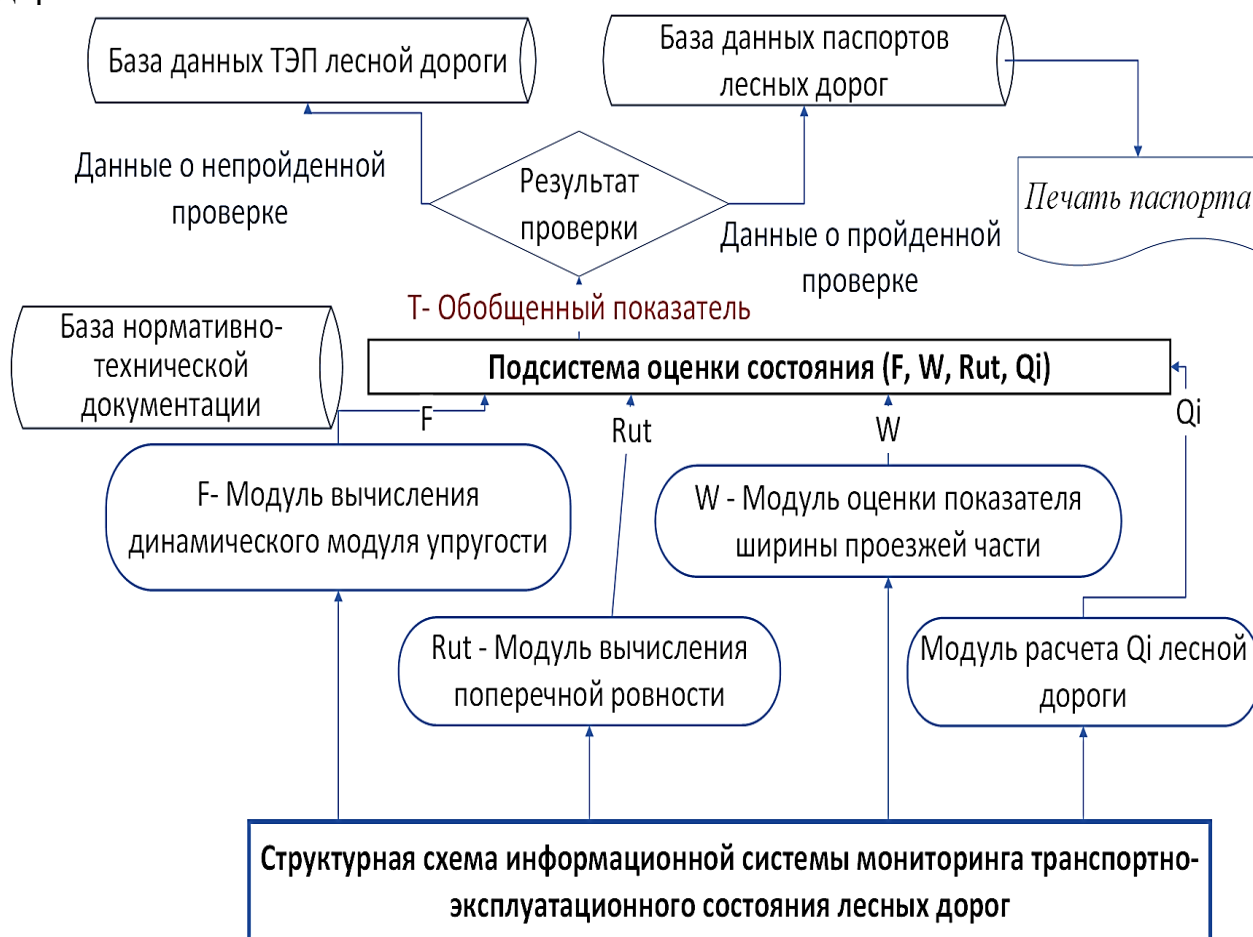 База данных ТЭП лесной дороги
База данных паспортов
лесных дорог
Данные о непройденной
проверке
Результат
проверки
Данные о пройденной
проверке
Печать паспорта
Т- Обобщенный показатель
База нормативно-
технической
документации
Подсистема оценки состояния (F, W, Rut, Qi)
F
Rut
W
Qi
F- Модуль вычисления
динамического модуля упругости
W - Модуль оценки показателя
ширины проезжей части
Rut - Модуль вычисления
поперечной ровности
Модуль расчета Qi лесной
дороги
Структурная схема информационной системы мониторинга транспортно-
эксплуатационного состояния лесных дорог